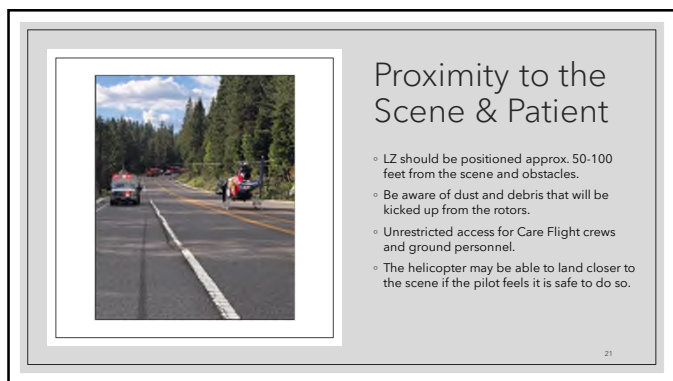 Proximity to the
Scene & Patient
◦ LZ should be positioned approx. 50-100
feet from the scene and obstacles.
◦ Be aware of dust and debris that will be
kicked up from the rotors.
◦ Unrestricted access for Care Flight crews
and ground personnel.
◦ The helicopter may be able to land closer to
the scene if the pilot feels it is safe to do so.
21